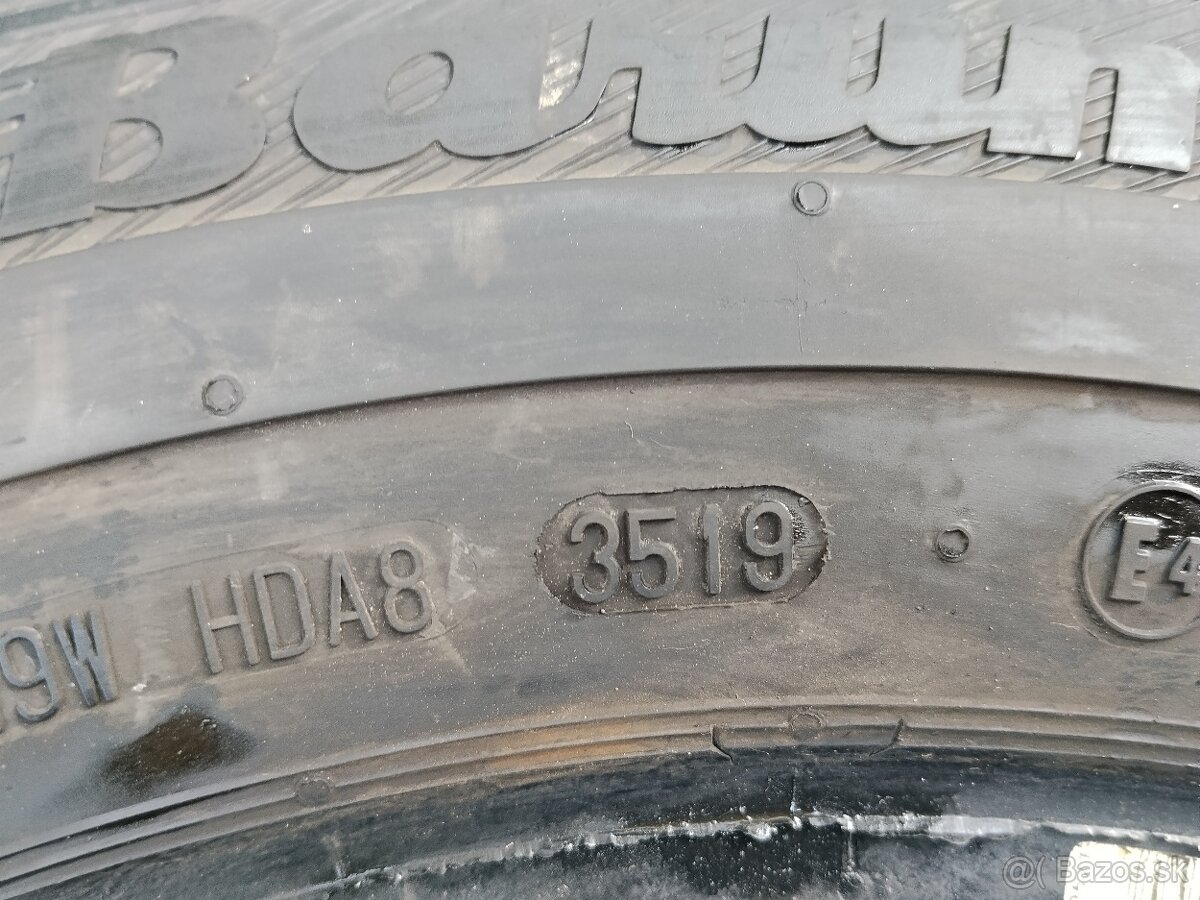 Barum
9W HDA8 3519 E4
@( Bazos.sk